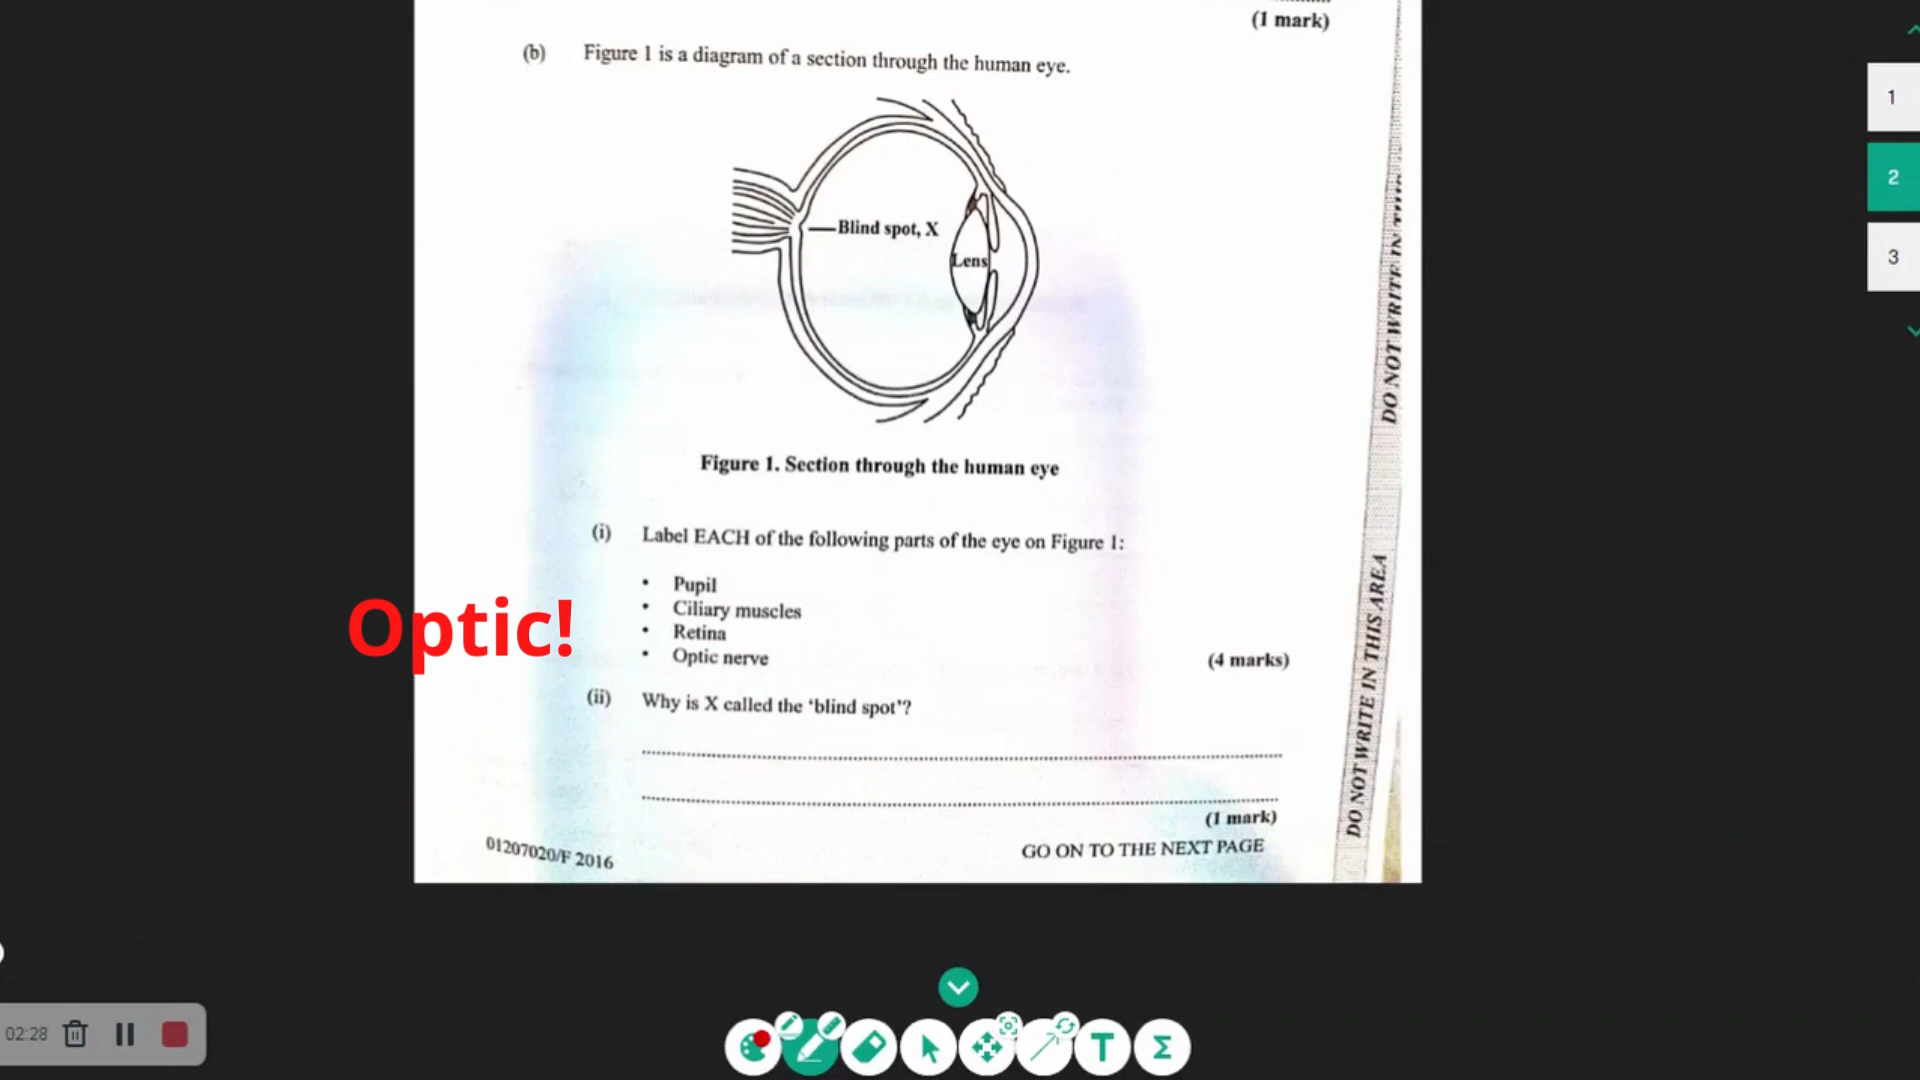 (1 mark)
(b) Figure 1 is a diagram of a section through the human eye.
Blind spot, X
Lens
Figure 1. Section through the human eye
(i) Label EACH of the following parts of the eye on Figure 1:
• Pupil
• Ciliary muscles
• Retina
• Optic nerve
(4 marks)
Optic!
(ii) Why is X called the ‘blind spot’?
(1 mark)
01207020/F 2016
GO ON TO THE NEXT PAGE
DO NOT WRITE IN THIS
DO NOT WRITE IN THIS AREA
1
2
3
02:28
T
Σ